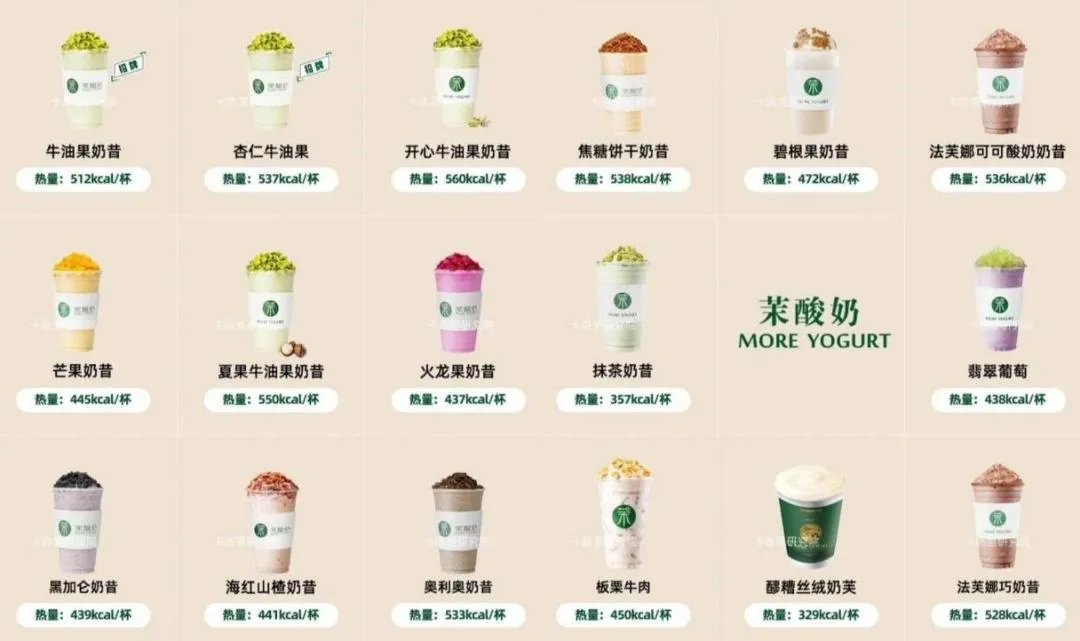 招牌
招牌
牛油果奶昔
杏仁牛油果
开心牛油果奶昔
焦糖饼干奶昔
碧根果奶昔
法芙娜可可酸奶奶昔
热量：512kcal/杯
热量：537kcal/杯
热量：560kcal/杯
热量：538kcal/杯
热量：472kcal/杯
热量：536kcal/杯
茉酸奶
MORE YOGURT
芒果奶昔
夏果牛油果奶昔
火龙果奶昔
抹茶奶昔
翡翠葡萄
热量：445kcal/杯
热量：550kcal/杯
热量：437kcal/杯
热量：357kcal/杯
热量：438kcal/杯
黑加仑奶昔
海红山楂奶昔
奥利奥奶昔
板栗牛肉
醪糟丝绒奶芙
法芙娜巧奶昔
热量：439kcal/杯
热量：441kcal/杯
热量：533kcal/杯
热量：450kcal/杯
热量：329kcal/杯
热量：528kcal/杯